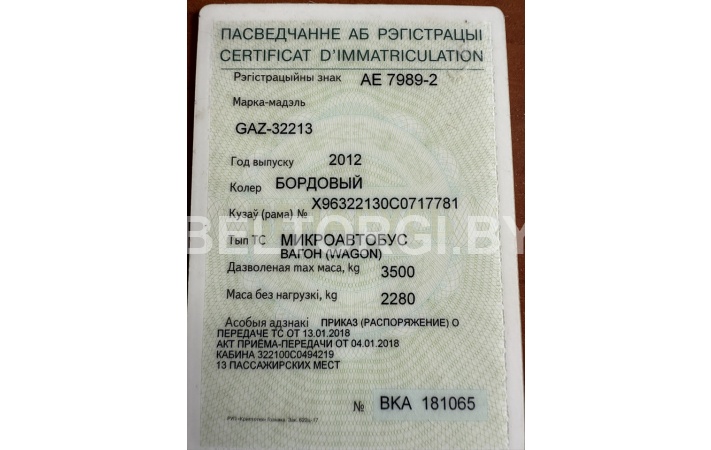 ПАСВЕДЧАННЕ АБ РЭГІСТРАЦЫІ
CERTIFICAT D'IMMATRICULATION
Рэгістрацыйны знак АЕ 7989-2
Марка-мадэль
GAZ-32213
Год выпуску 2012
Колер БОРДОВЫЙ
Кузаў (рама) № X96322130C0717781
BELTORGI.BY
Тып ТС МИКРОАВТОБУС
ВАГОН (WAGON)
Дазволеная max маса, kg 3500
Маса без нагрузкі, kg 2280
Асобыя адзнакі ПРИКАЗ (РАСПОРЯЖЕНИЕ) О
ПЕРЕДАЧЕ ТС ОТ 13.01.2018
АКТ ПРИЁМА-ПЕРЕДАЧИ ОТ 04.01.2018
КАБИНА 322100С0494219
13 ПАССАЖИРСКИХ МЕСТ
№ ВКА 181065